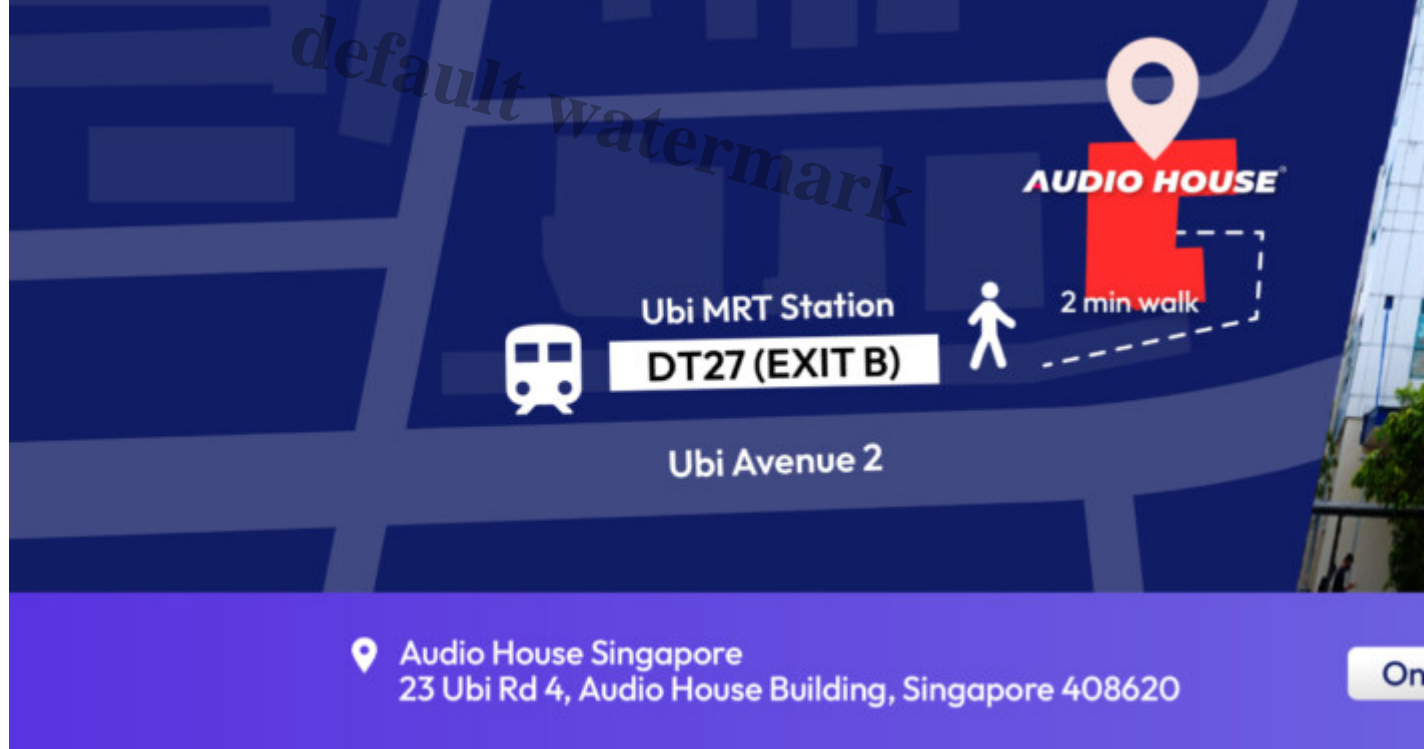 default watermark
AUDIO HOUSE
Ubi MRT Station
2 min walk
DT27 (EXIT B)
Ubi Avenue 2
Audio House Singapore
23 Ubi Rd 4, Audio House Building, Singapore 408620
On